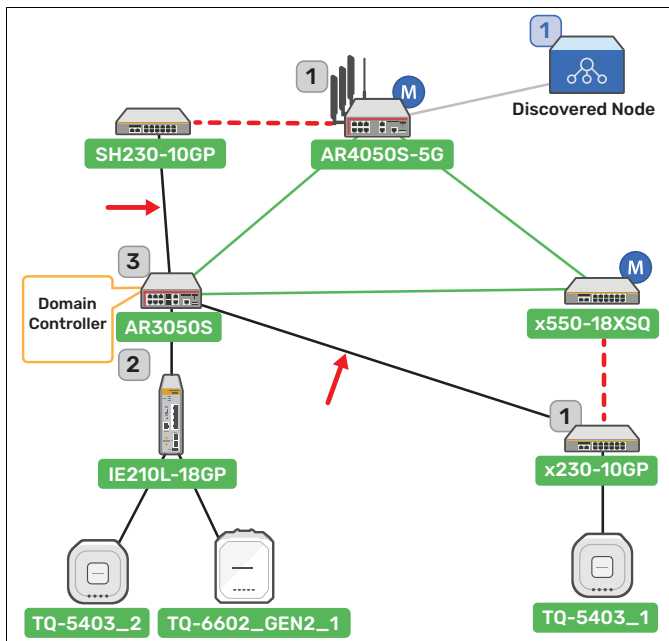 1
1
M
Discovered Node
SH230-10GP
AR4050S-5G
3
M
Domain
Controller
AR3050S
x550-18XSQ
2
1
IE210L-18GP
x230-10GP
TQ-5403_2
TQ-6602_GEN2_1
TQ-5403_1